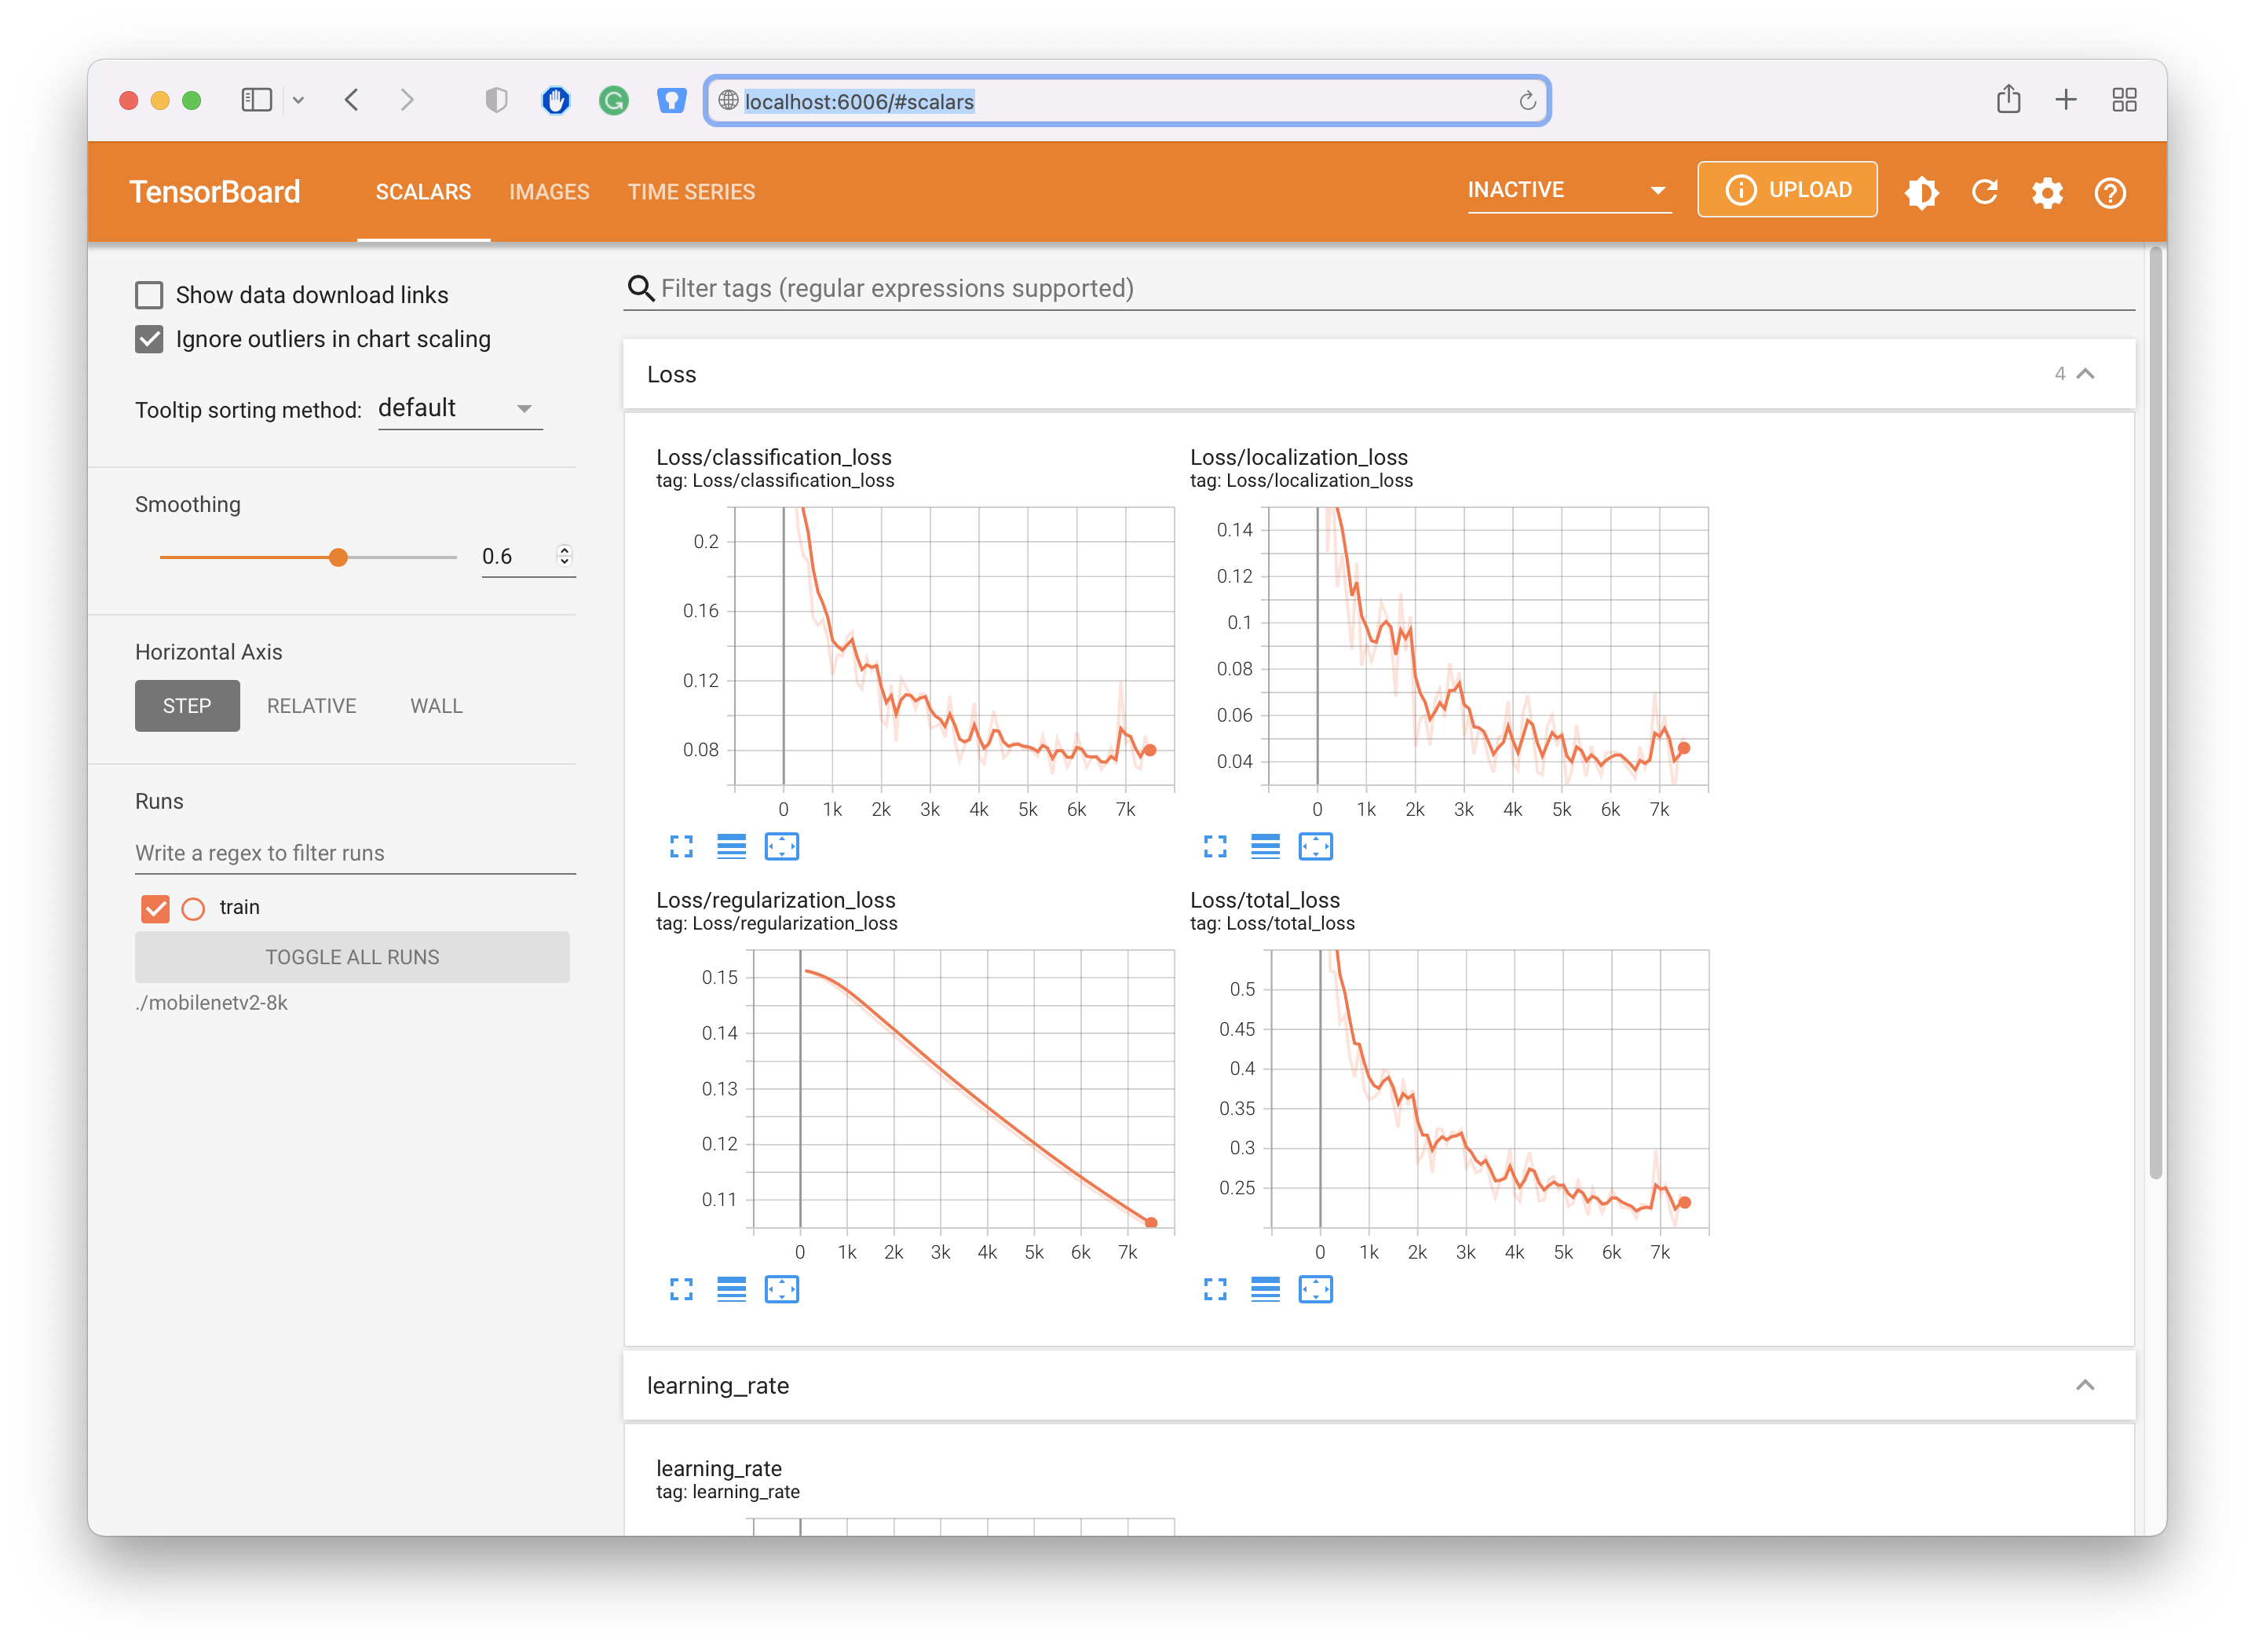 localhost:6006/#scalars
TensorBoard
SCALARS
IMAGES
TIME SERIES
INACTIVE
UPLOAD
Show data download links
Ignore outliers in chart scaling
Tooltip sorting method: default
Smoothing
0.6
Horizontal Axis
STEP
RELATIVE
WALL
Runs
Write a regex to filter runs
train
TOGGLE ALL RUNS
./mobilenetv2-8k
Filter tags (regular expressions supported)
Loss
4
Loss/classification_loss
tag: Loss/classification_loss
0.2
0.16
0.12
0.08
0 1k 2k 3k 4k 5k 6k 7k
Loss/localization_loss
tag: Loss/localization_loss
0.14
0.12
0.1
0.08
0.06
0.04
0 1k 2k 3k 4k 5k 6k 7k
Loss/regularization_loss
tag: Loss/regularization_loss
0.15
0.14
0.13
0.12
0.11
0 1k 2k 3k 4k 5k 6k 7k
Loss/total_loss
tag: Loss/total_loss
0.5
0.45
0.4
0.35
0.3
0.25
0 1k 2k 3k 4k 5k 6k 7k
learning_rate
learning_rate
tag: learning_rate